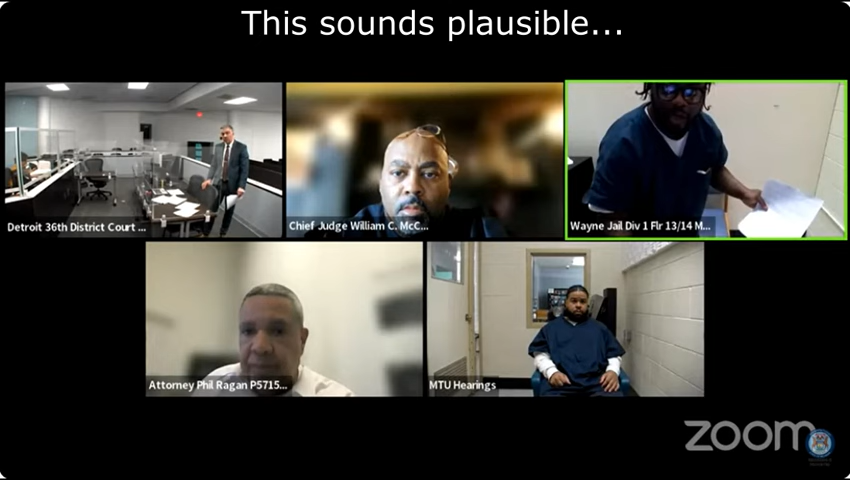 This sounds plausible...
Detroit 36th District Court ...
Chief Judge William C. McC...
Wayne Jail Div 1 Flr 13/14 M...
Attorney Phil Ragan P5715...
MTU Hearings
zoom